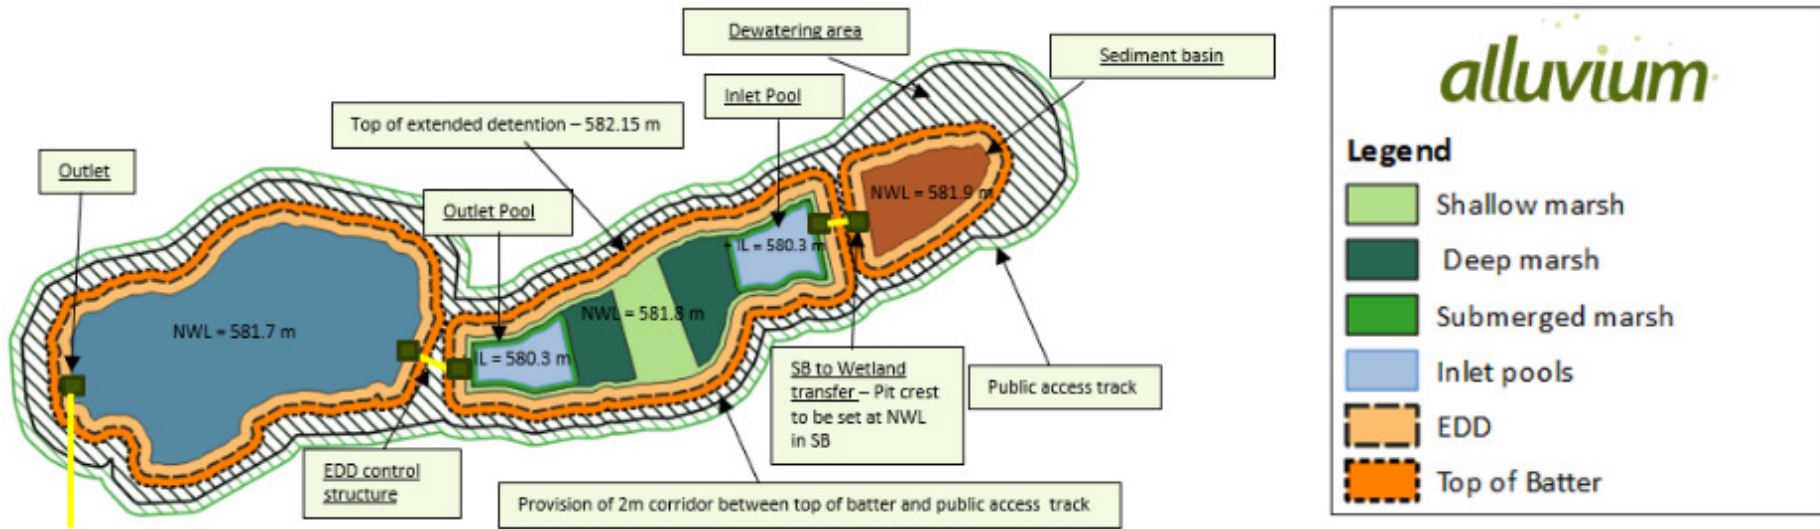 Dewatering area
Sediment basin
Inlet Pool
Top of extended detention – 582.15 m
Outlet
Outlet Pool
NWL = 581.9 m
IL = 580.3 m
NWL = 581.8 m
NWL = 581.7 m
IL = 580.3 m
SB to Wetland
transfer – Pit crest
to be set at NWL
in SB
Public access track
EDD control
structure
Provision of 2m corridor between top of batter and public access track
alluvium
Legend
Shallow marsh
Deep marsh
Submerged marsh
Inlet pools
EDD
Top of Batter